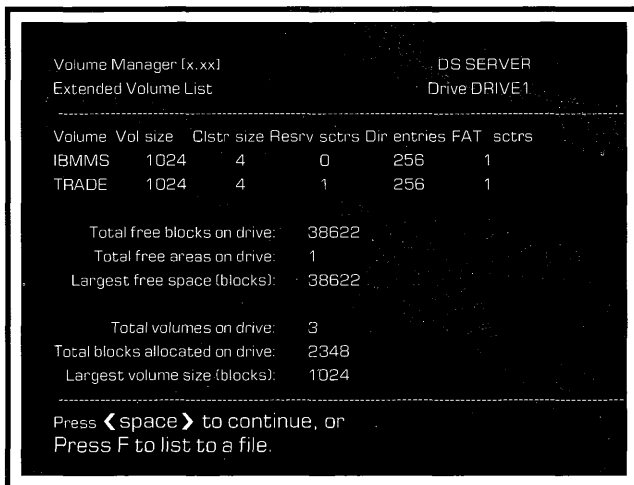 Volume Manager [x.xx] DS SERVER
Extended Volume List Drive DRIVE1
Volume Vol size Clstr size Resrv sctrs Dir entries FAT sctrs
IBMMS 1024 4 0 256 1
TRADE 1024 4 1 256 1
Total free blocks on drive: 38622
Total free areas on drive: 1
Largest free space (blocks): 38622
Total volumes on drive: 3
Total blocks allocated on drive: 2348
Largest volume size (blocks): 1024
Press <space> to continue, or
Press F to list to a file.